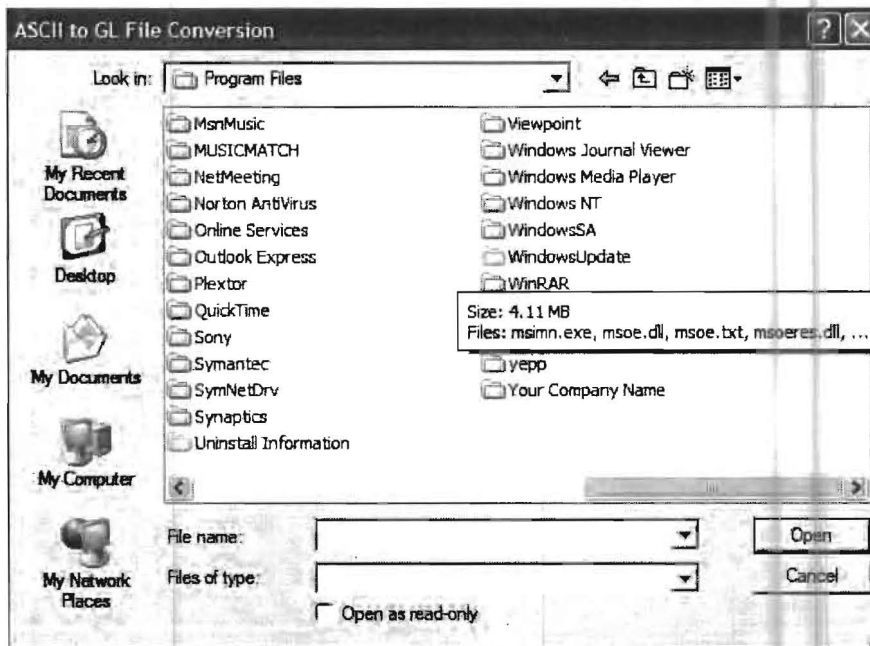 ASCII to GL File Conversion
Look in: Program Files
My Recent Documents
Desktop
My Documents
My Computer
My Network Places
MsnMusic
MUSICMATCH
NetMeeting
Norton AntiVirus
Online Services
Outlook Express
Plextor
QuickTime
Sony
Symantec
SymNetDrv
Synaptics
Uninstall Information
Viewpoint
Windows Journal Viewer
Windows Media Player
Windows NT
WindowsSA
WindowsUpdate
WinRAR
Size: 4.11 MB
Files: msimn.exe, msoe.dll, msoe.txt, msoeres.dll, ...
yepp
Your Company Name
File name:
Open
Files of type:
Cancel
Open as read-only